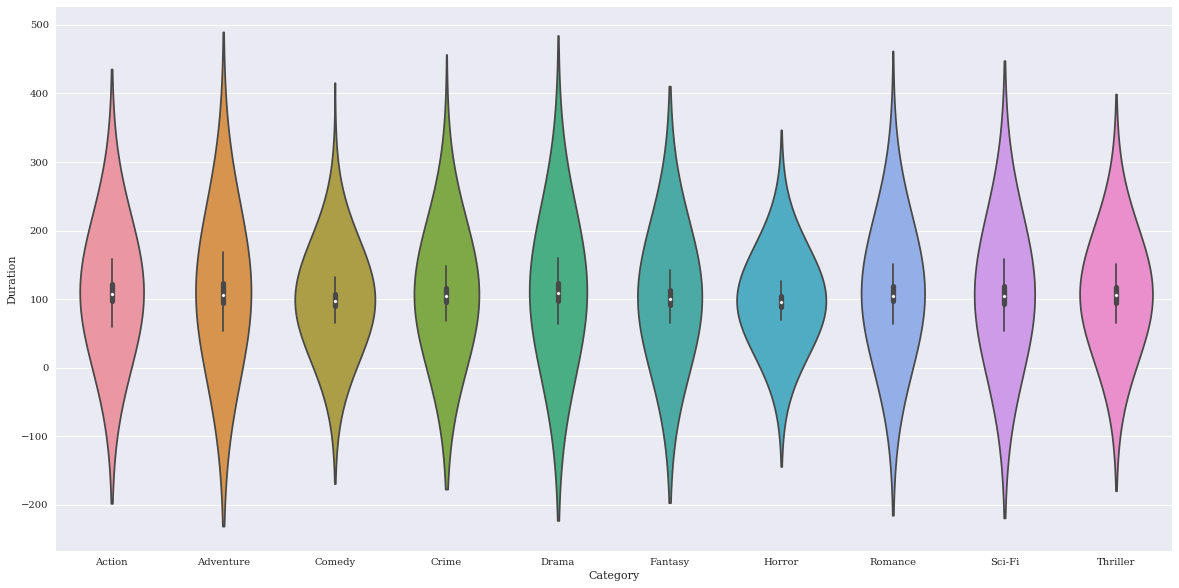 500
400
300
200
100
0
−100
−200
Duration
Action Adventure Comedy Crime Drama Fantasy Horror Romance Sci-Fi Thriller
Category